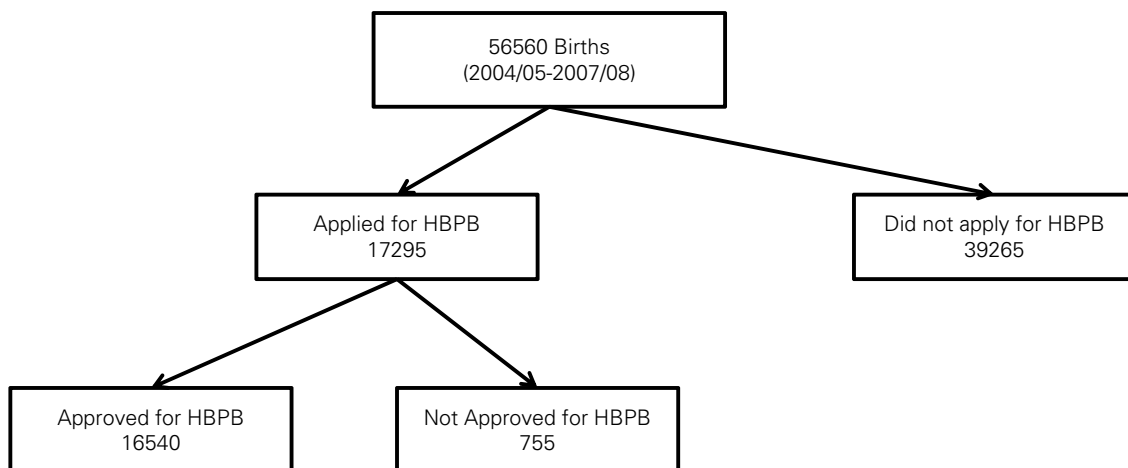 56560 Births
(2004/05-2007/08)
Applied for HBPB
17295
Did not apply for HBPB
39265
Approved for HBPB
16540
Not Approved for HBPB
755